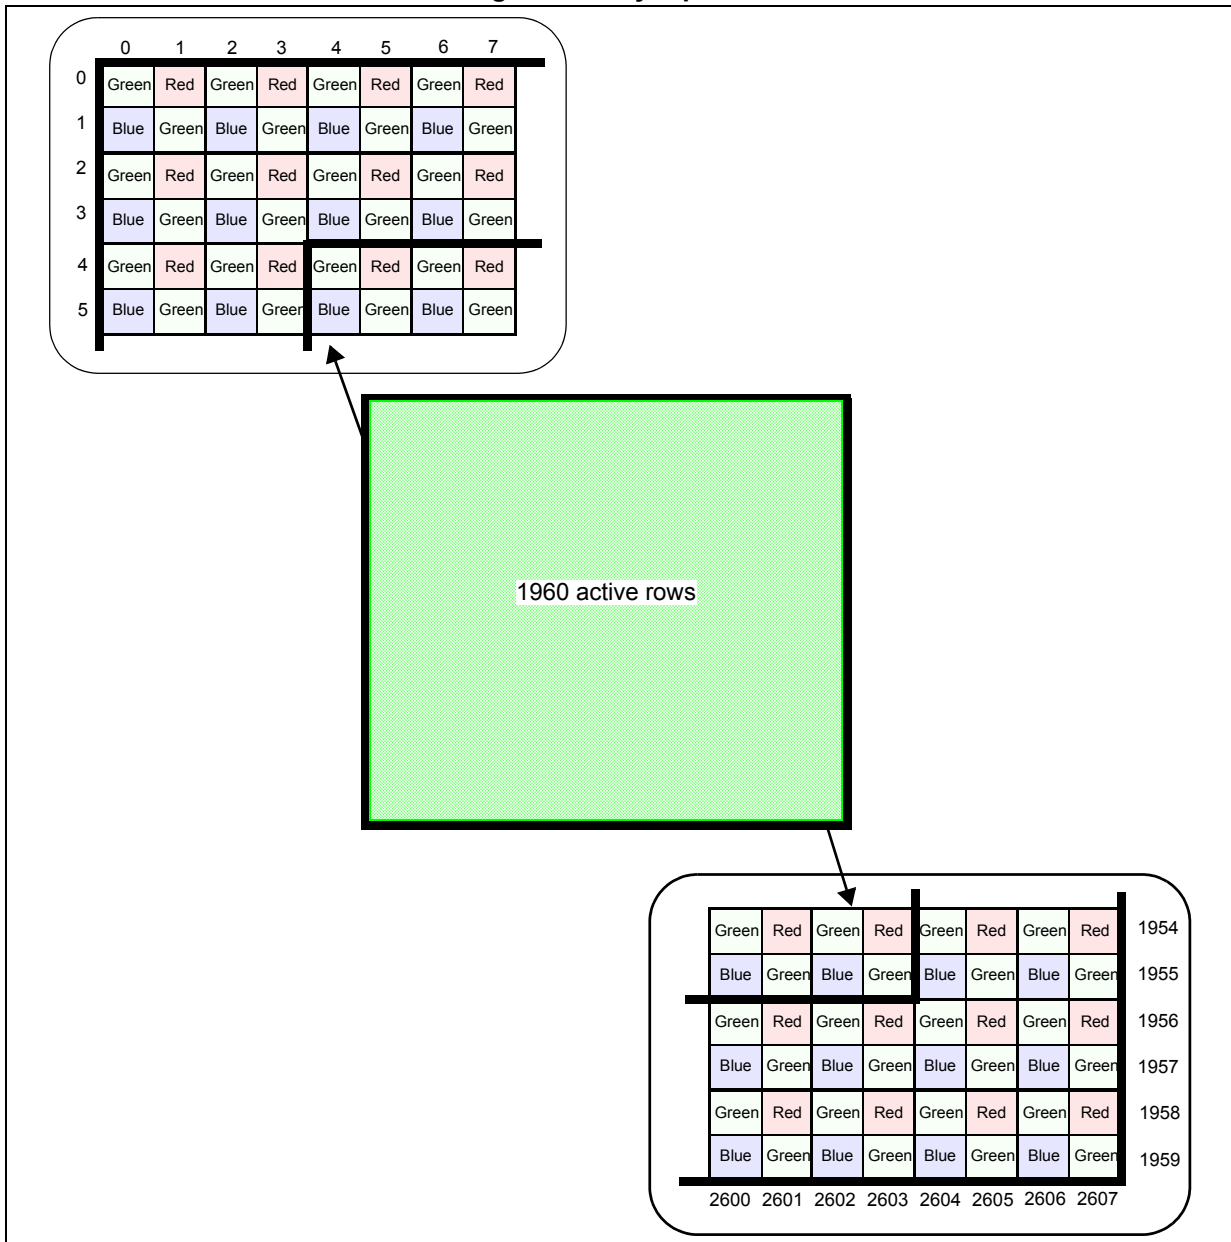 0 1 2 3 4 5 6 7
0 Green Red Green Red Green Red Green Red
1 Blue Green Blue Green Blue Green Blue Green
2 Green Red Green Red Green Red Green Red
3 Blue Green Blue Green Blue Green Blue Green
4 Green Red Green Red Green Red Green Red
5 Blue Green Blue Green Blue Green Blue Green
1960 active rows
Green Red Green Red Green Red Green Red 1954
Blue Green Blue Green Blue Green Blue Green 1955
Green Red Green Red Green Red Green Red 1956
Blue Green Blue Green Blue Green Blue Green 1957
Green Red Green Red Green Red Green Red 1958
Blue Green Blue Green Blue Green Blue Green 1959
2600 2601 2602 2603 2604 2605 2606 2607